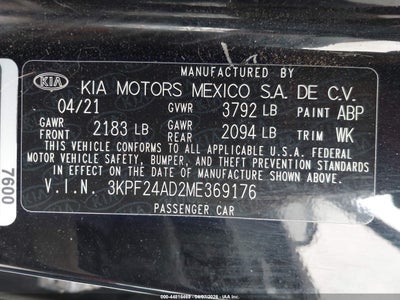 MANUFACTURED BY
KIA KIA MOTORS MEXICO S.A. DE C.V.
04/21 GVWR 3792 LB PAINT ABP
GAWR FRONT 2183 LB GAWR REAR 2094 LB TRIM WK
THIS VEHICLE CONFORMS TO ALL APPLICABLE U.S.A. FEDERAL
MOTOR VEHICLE SAFETY, BUMPER, AND THEFT PREVENTION STANDARDS
IN EFFECT ON THE DATE OF MANUFACTURE SHOWN ABOVE.
V.I.N. 3KPF24AD2ME369176
PASSENGER CAR
7600